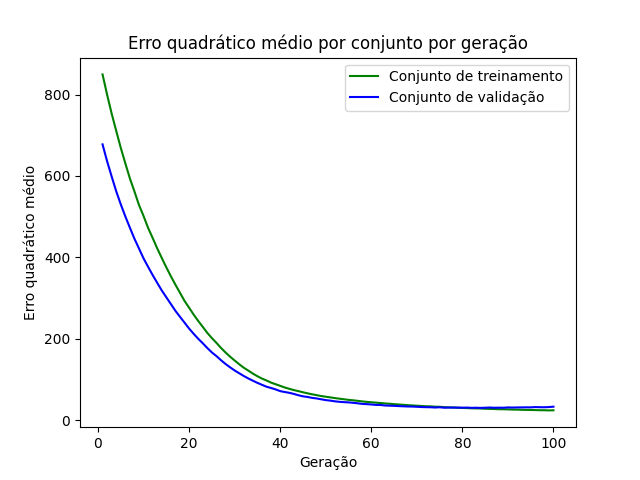 Erro quadrático médio por conjunto por geração
Conjunto de treinamento
Conjunto de validação
Erro quadrático médio
800
600
400
200
0
0 20 40 60 80 100
Geração